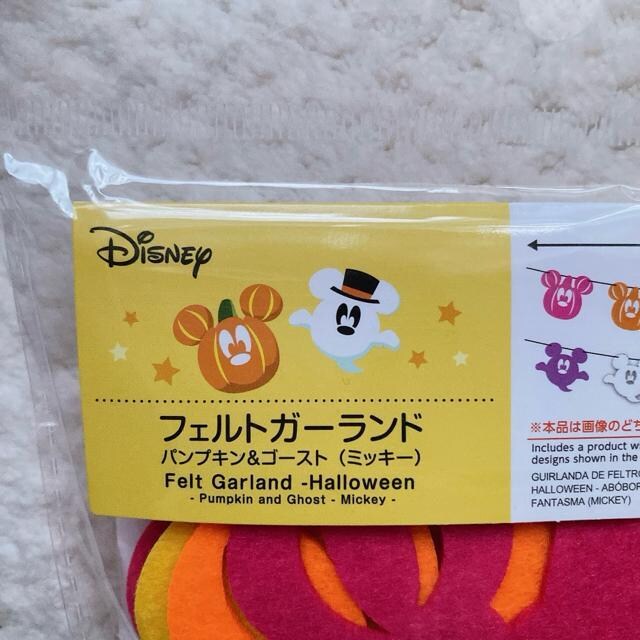 Disney
フェルトガーランド
パンプキン&ゴースト（ミッキー）
Felt Garland -Halloween
- Pumpkin and Ghost - Mickey -
※本品は画像のどち
Includes a product w
designs shown in the
GUIRLANDA DE FELTRO
HALLOWEEN - ABÓBOR
FANTASMA (MICKEY)